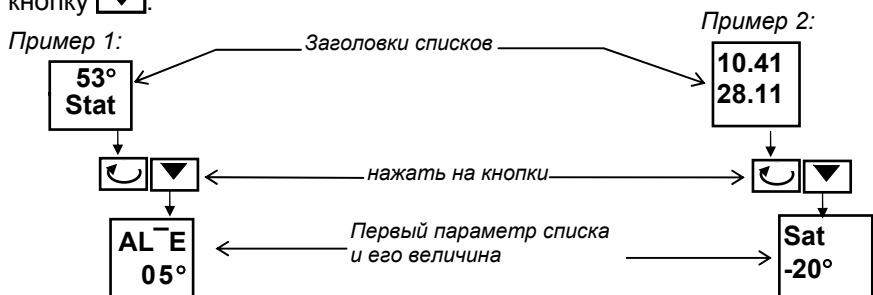 кнопку ▼.
Пример 1:
Заголовки списков
Пример 2:
53°
Stat
10.41
28.11
нажать на кнопки
AL¯E
05°
Первый параметр списка
и его величина
Sat
-20°